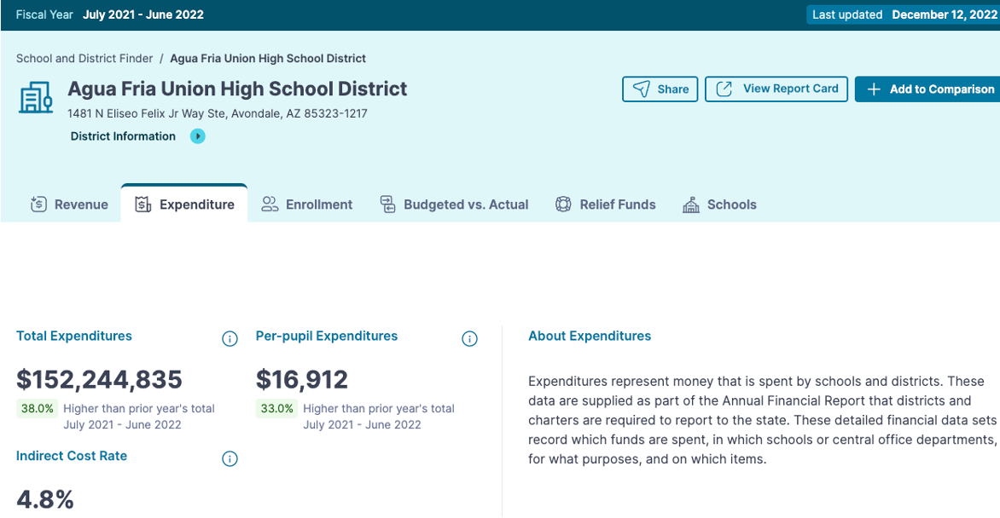 Fiscal Year July 2021 - June 2022
Last updated December 12, 2022
School and District Finder / Agua Fria Union High School District
Agua Fria Union High School District
1481 N Eliseo Felix Jr Way Ste, Avondale, AZ 85323-1217
District Information
Share
View Report Card
Add to Comparison
Revenue
Expenditure
Enrollment
Budgeted vs. Actual
Relief Funds
Schools
Total Expenditures
$152,244,835
38.0% Higher than prior year's total
July 2021 - June 2022
Per-pupil Expenditures
$16,912
33.0% Higher than prior year's total
July 2021 - June 2022
Indirect Cost Rate
4.8%
About Expenditures
Expenditures represent money that is spent by schools and districts. These
data are supplied as part of the Annual Financial Report that districts and
charters are required to report to the state. These detailed financial data sets
record which funds are spent, in which schools or central office departments,
for what purposes, and on which items.